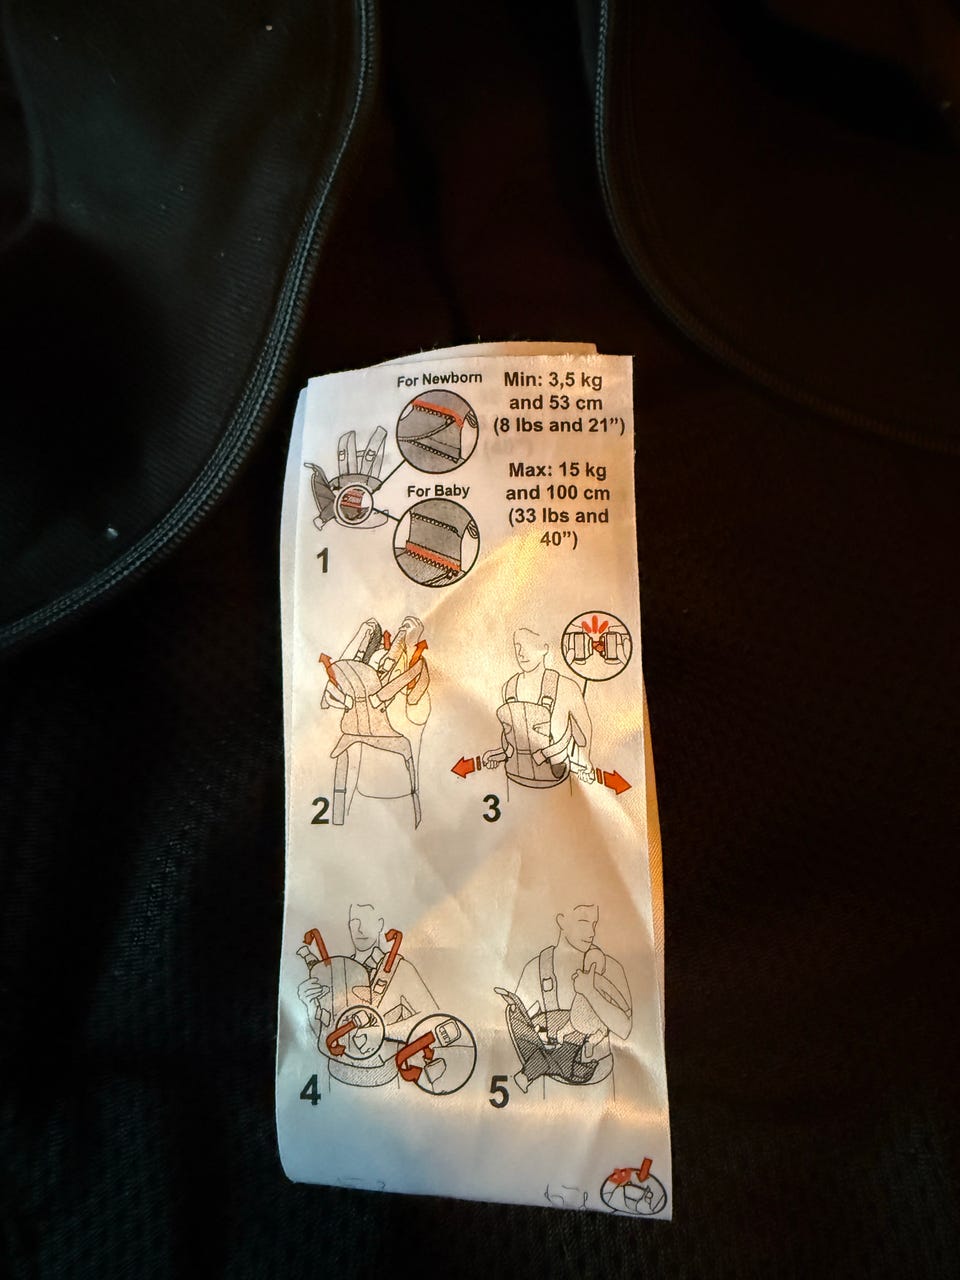 For Newborn
Min: 3,5 kg
and 53 cm
(8 lbs and 21”)
Max: 15 kg
and 100 cm
(33 lbs and
40”)
For Baby
1
2
3
4
5